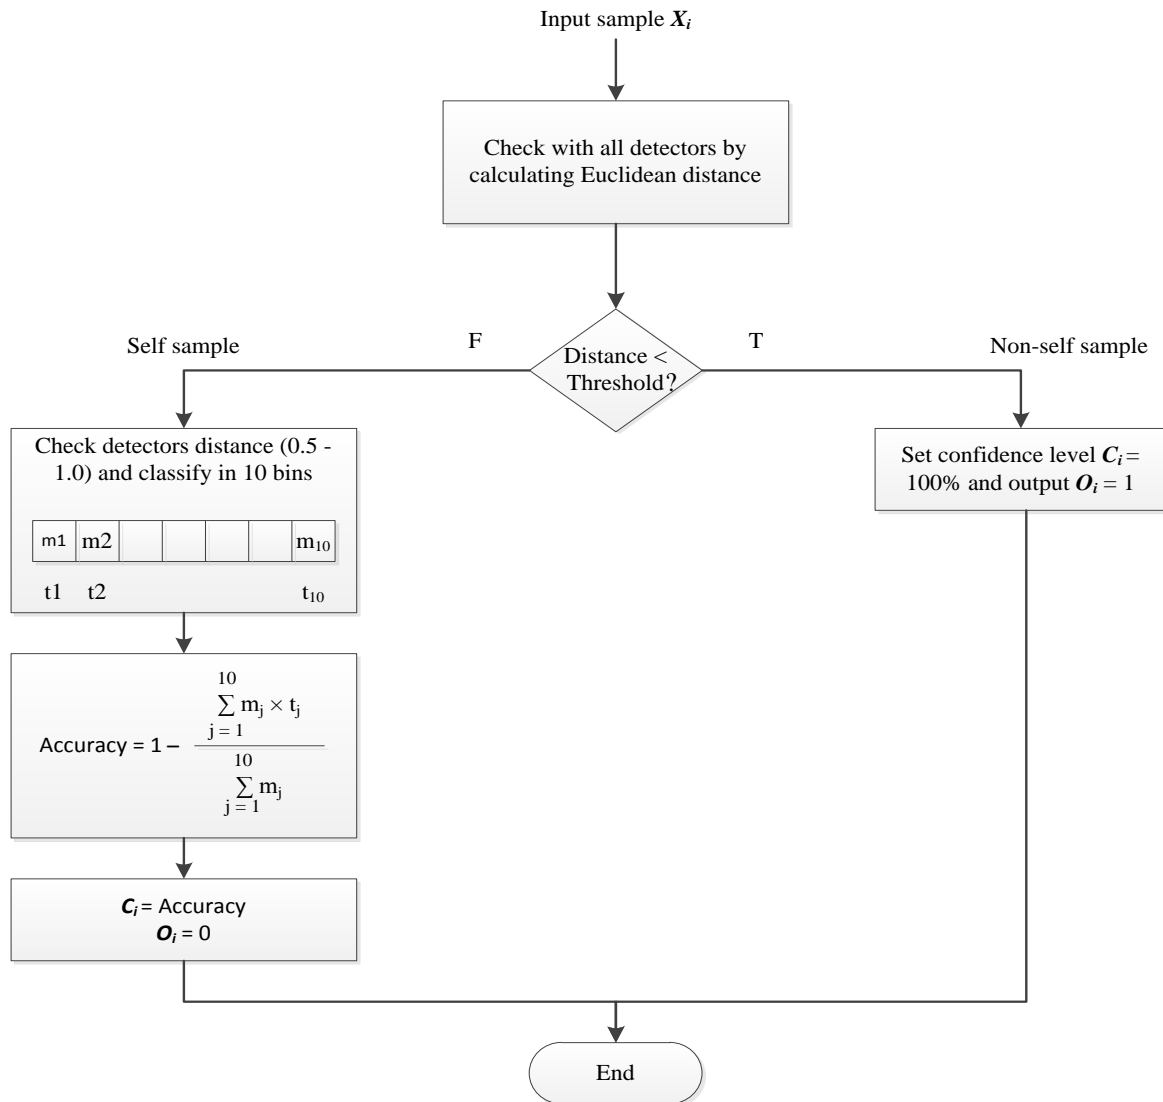 Input sample Xi
Check with all detectors by
calculating Euclidean distance
Distance <
Threshold?
F
T
Self sample
Non-self sample
Check detectors distance (0.5 -
1.0) and classify in 10 bins
m1 m2 m10
t1 t2 t10
Set confidence level Ci =
100% and output Oi = 1
10
∑ mj × tj
j = 1
Accuracy = 1 –
10
∑ mj
j = 1
Ci = Accuracy
Oi = 0
End